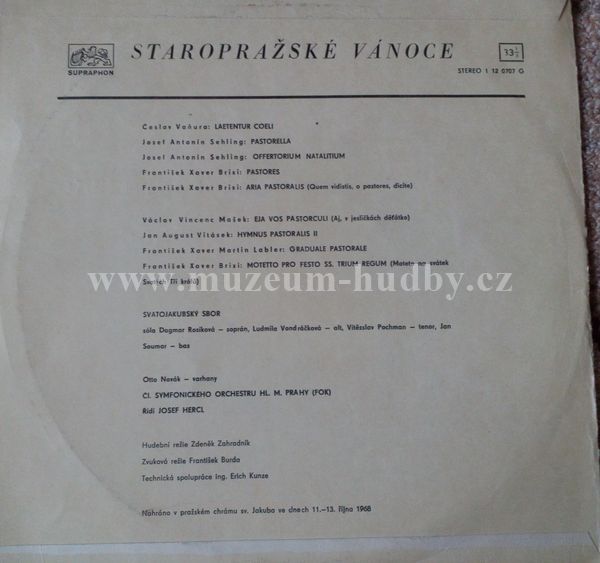 STAROPRAŽSKÉ VÁNOCE
33⅓
SUPRAPHON
STEREO 1 12 0707 G
Česlav Vaňura: LAETENTUR COELI
Josef Antonín Sehling: PASTORELLA
Josef Antonín Sehling: OFFERTORIUM NATALITIUM
František Xaver Brixi: PASTORES
František Xaver Brixi: ARIA PASTORALIS (Quem vidistis, o pastores, dicite)
Václav Vincenc Mašek: EJA VOS PASTORCULI (Aj, v jesličkách děťátko)
Jan August Vitásek: HYMNUS PASTORALIS II
František Xaver Martin Labler: GRADUALE PASTORALE
František Xaver Brixi: MOTETTO PRO FESTO SS. TRIUM REGUM (Moteto na svátek
Svatých Tří králů)
www.muzeum-hudby.cz
SVATOJAKUBSKÝ SBOR
sóla Dagmar Rosíková – soprán, Ludmila Vondráčková – alt, Vítězslav Pochman – tenor, Jan
Soumar – bas
Otto Novák – varhany
Čl. SYMFONICKÉHO ORCHESTRU HL. M. PRAHY (FOK)
Řídí JOSEF HERCL
Hudební režie Zdeněk Zahradník
Zvuková režie František Burda
Technická spolupráce ing. Erich Kunze
Nahráno v pražském chrámu sv. Jakuba ve dnech 11.–13. října 1968